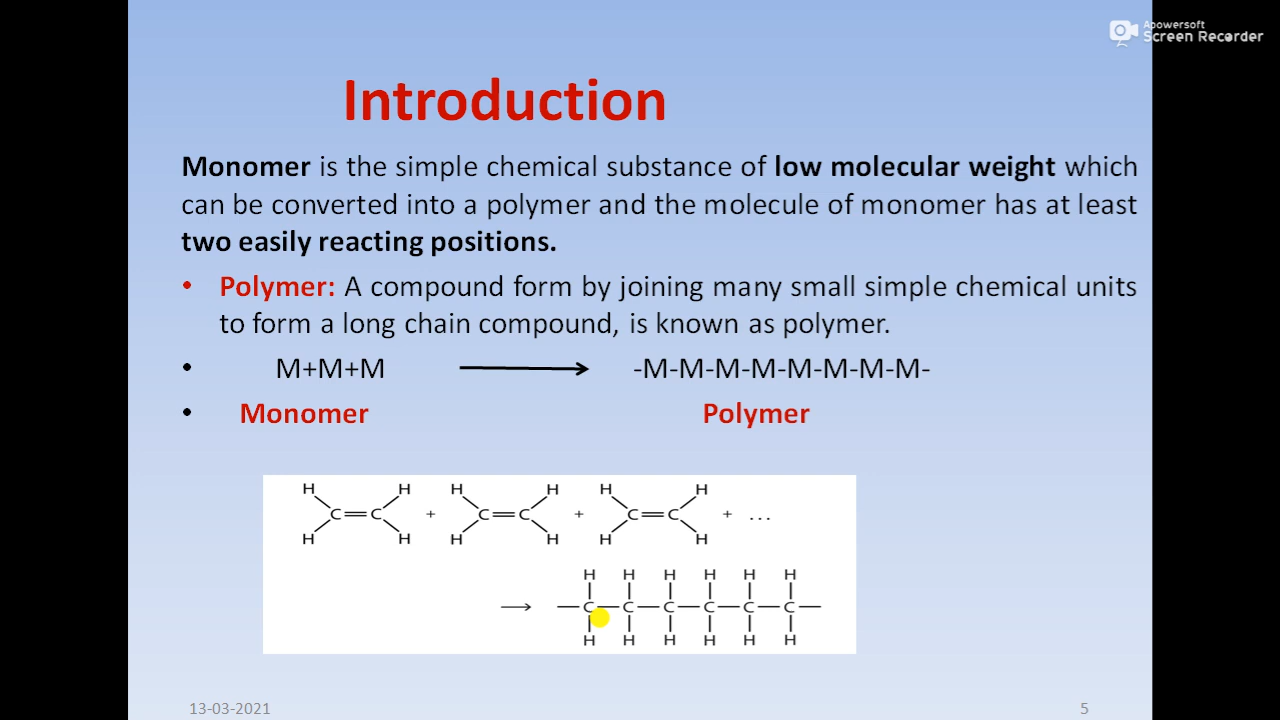 Apowersoft
Screen Recorder
Introduction
Monomer is the simple chemical substance of low molecular weight which
can be converted into a polymer and the molecule of monomer has at least
two easily reacting positions.
• Polymer: A compound form by joining many small simple chemical units
to form a long chain compound, is known as polymer.
• M+M+M ⟶ -M-M-M-M-M-M-M-M-
• Monomer Polymer
H H H H H H
C=C + C=C + C=C + ...
H H H H H H
H H H H H H
→ —C—C—C—C—C—C—
H H H H H H
13-03-2021 5